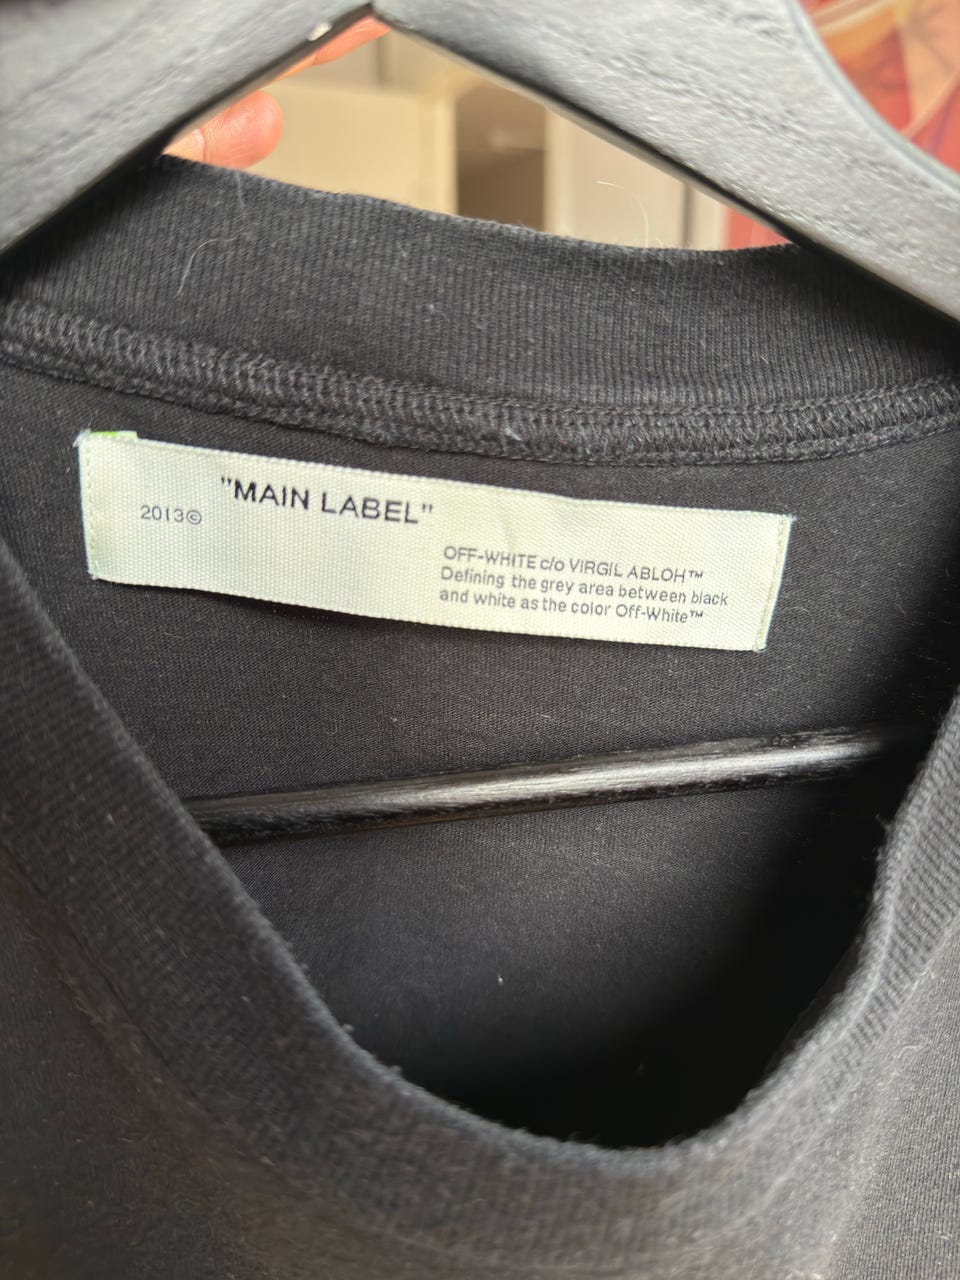 "MAIN LABEL"
2013©
OFF-WHITE c/o VIRGIL ABLOH™
Defining the grey area between black
and white as the color Off-White™